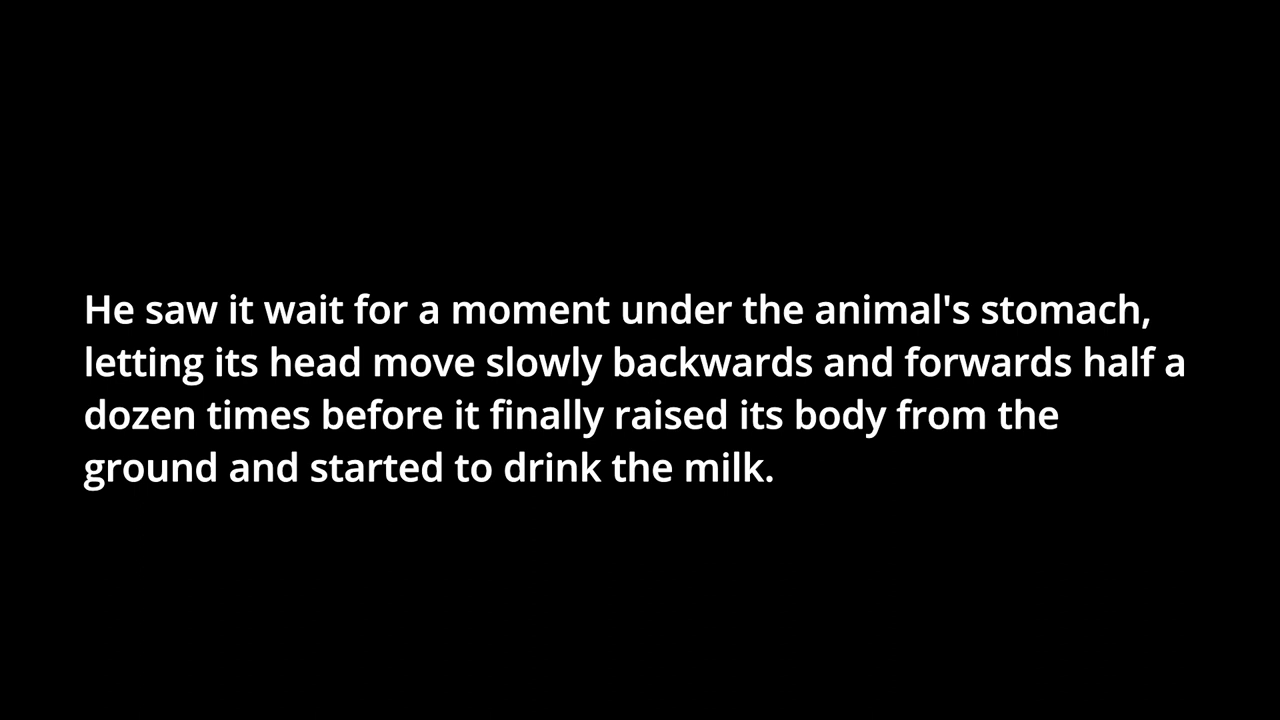 He saw it wait for a moment under the animal's stomach,
letting its head move slowly backwards and forwards half a
dozen times before it finally raised its body from the
ground and started to drink the milk.